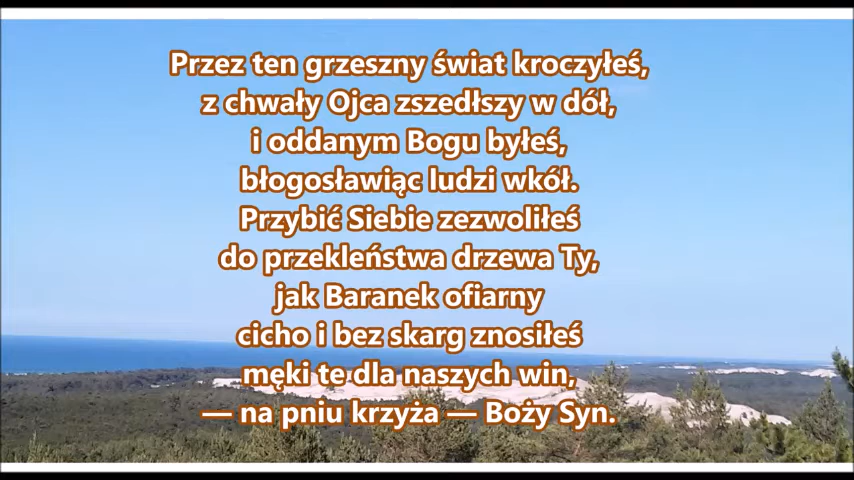 Przez ten grzeszny świat kroczyłeś,
z chwały Ojca zszedłszy w dół,
i oddanym Bogu byłeś,
błogosławiąc ludzi wkół.
Przybić Siebie zezwoliłeś
do przekleństwa drzewa Ty,
jak Baranek ofiarny
cicho i bez skarg znosiłeś
męki te dla naszych win,
— na pniu krzyża — Boży Syn.